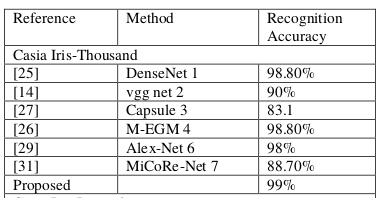 Reference Method Recognition
Accuracy
Casia Iris-Thousand
[25] DenseNet 1 98.80%
[14] vgg net 2 90%
[27] Capsule 3 83.1
[26] M-EGM 4 98.80%
[29] Alex-Net 6 98%
[31] MiCoRe-Net 7 88.70%
Proposed 99%